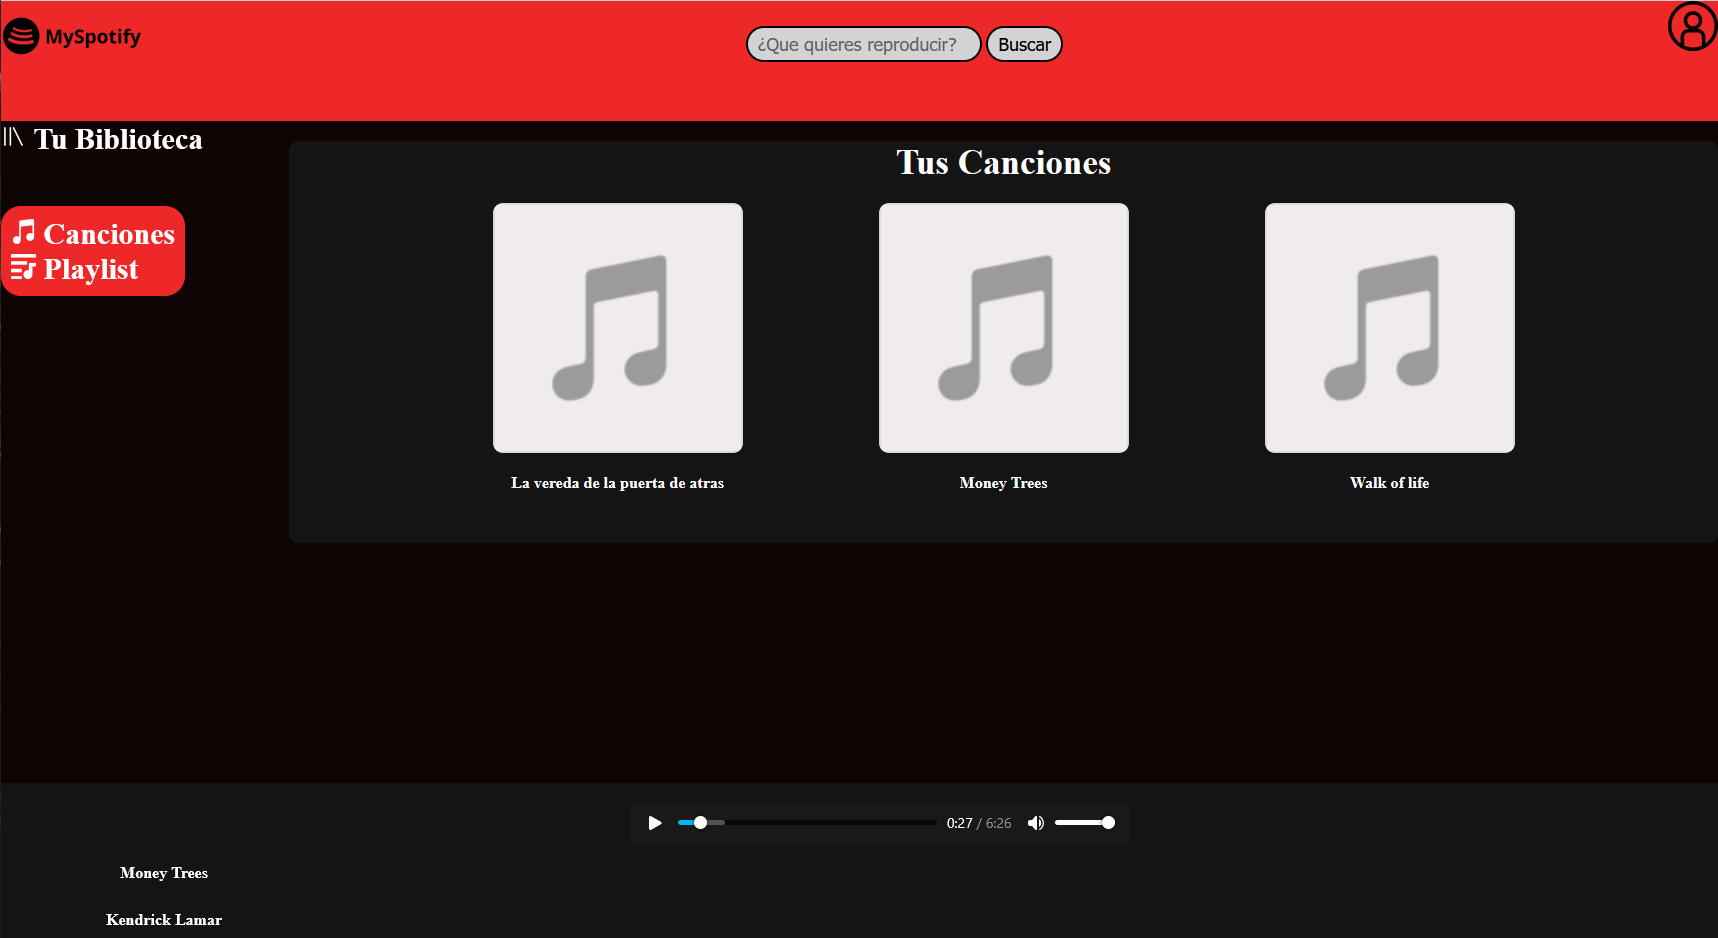 MySpotify
¿Que quieres reproducir? Buscar
Tu Biblioteca
Canciones
Playlist
Tus Canciones
La vereda de la puerta de atras
Money Trees
Walk of life
0:27 / 6:26
Money Trees
Kendrick Lamar